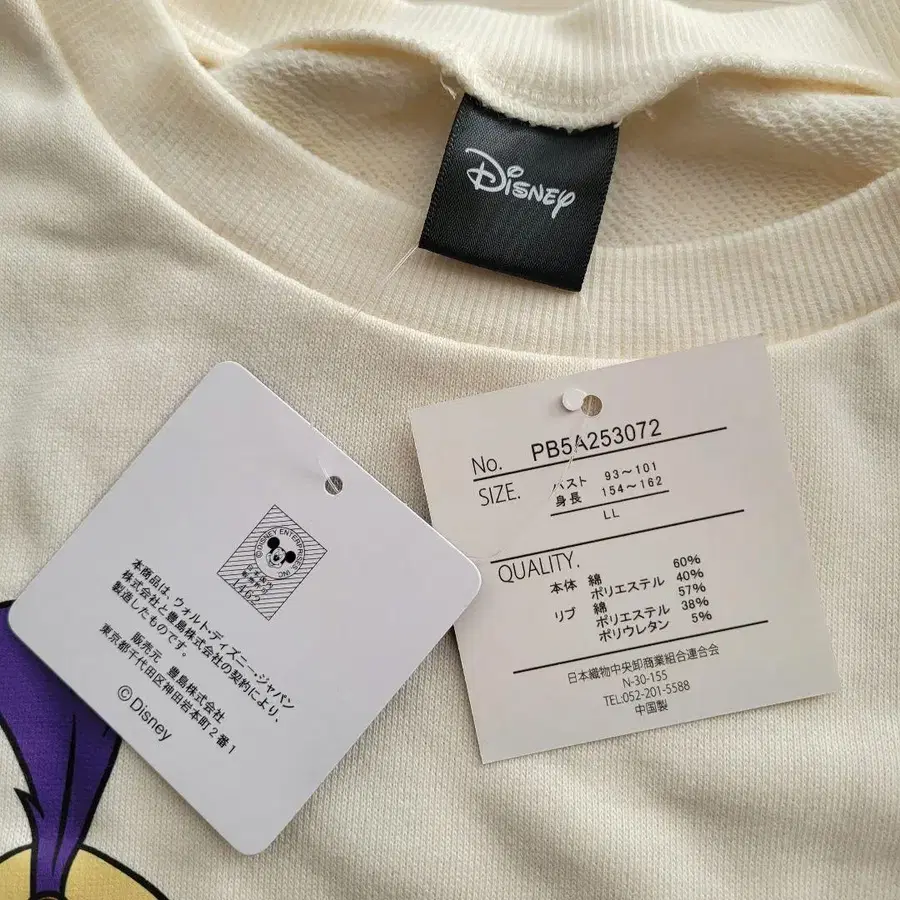 Disney
No. PB5A253072
SIZE. バスト 93～101
身長 154～162
LL
QUALITY.
本体 綿 60%
ポリエステル 40%
リブ 綿 57%
ポリエステル 38%
ポリウレタン 5%
日本織物中央卸商業組合連合会
N-30-155
TEL:052-201-5588
中国製
©DISNEY ENTERPRISES INC.
本商品は、ウォルト・ディズニー・ジャパン
株式会社と豊島株式会社の契約により、
製造したものです。
販売元 豊島株式会社
東京都千代田区神田岩本町2番1
©Disney